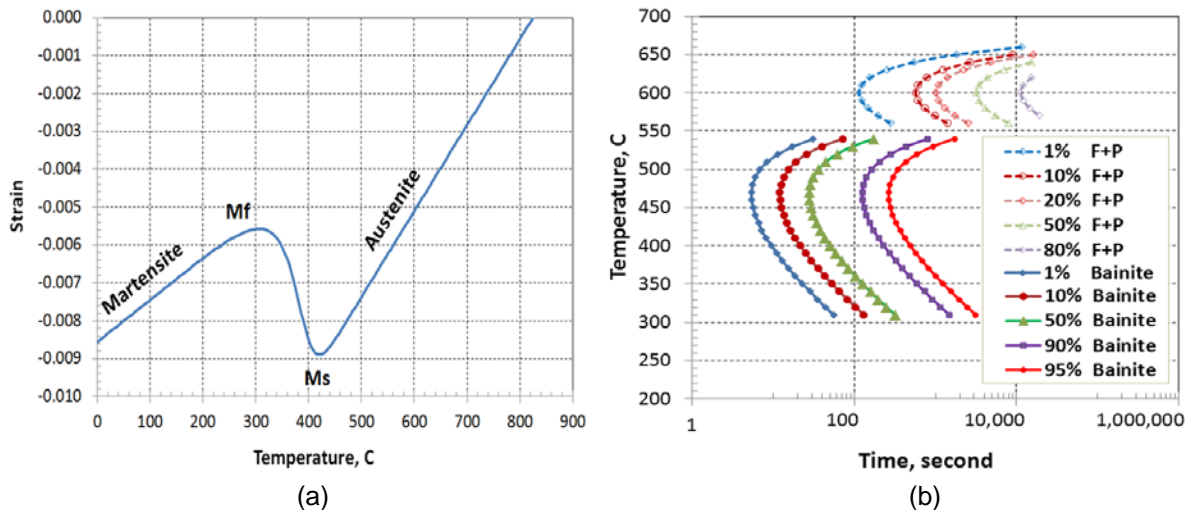 0.000
-0.001
-0.002
-0.003
-0.004
-0.005
-0.006
-0.007
-0.008
-0.009
-0.010
Strain
Mf
Martensite
Austenite
Ms
0 100 200 300 400 500 600 700 800 900
Temperature, C
(a)
700
650
600
550
500
450
400
350
300
250
200
Temperature, C
1% F+P
10% F+P
20% F+P
50% F+P
80% F+P
1% Bainite
10% Bainite
50% Bainite
90% Bainite
95% Bainite
1 100 10,000 1,000,000
Time, second
(b)